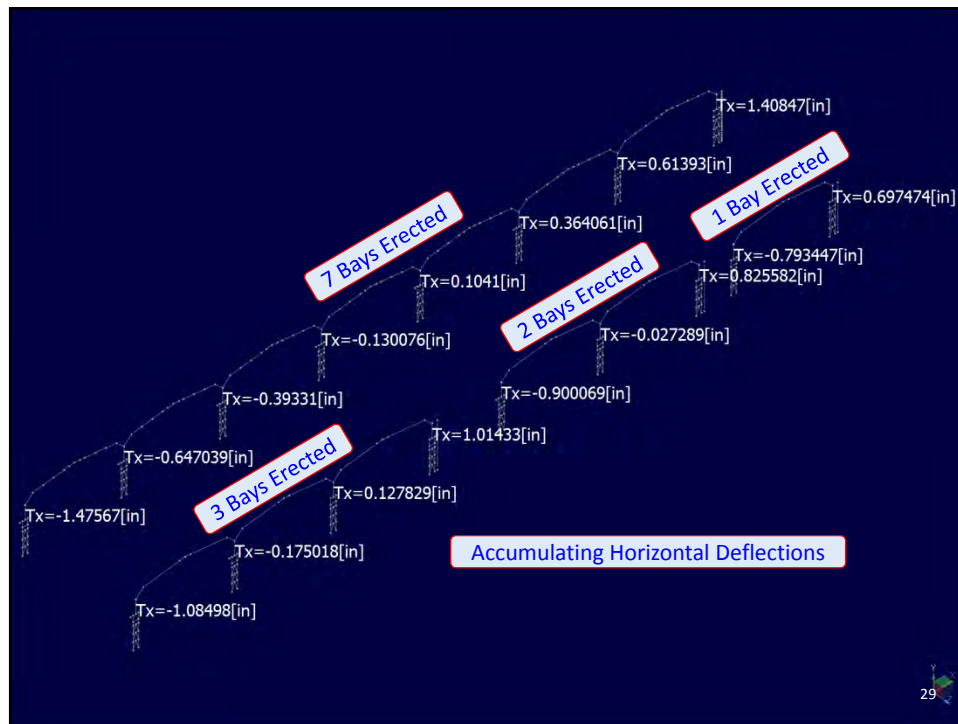 Tx=1.40847[in]
Tx=0.61393[in]
Tx=0.364061[in]
Tx=0.1041[in]
Tx=-0.130076[in]
Tx=-0.39331[in]
Tx=-0.647039[in]
Tx=-1.47567[in]
7 Bays Erected
1 Bay Erected
Tx=0.697474[in]
Tx=-0.793447[in]
2 Bays Erected
Tx=0.825582[in]
Tx=-0.027289[in]
Tx=-0.900069[in]
3 Bays Erected
Tx=1.01433[in]
Tx=0.127829[in]
Tx=-0.175018[in]
Tx=-1.08498[in]
Accumulating Horizontal Deflections
Y
29